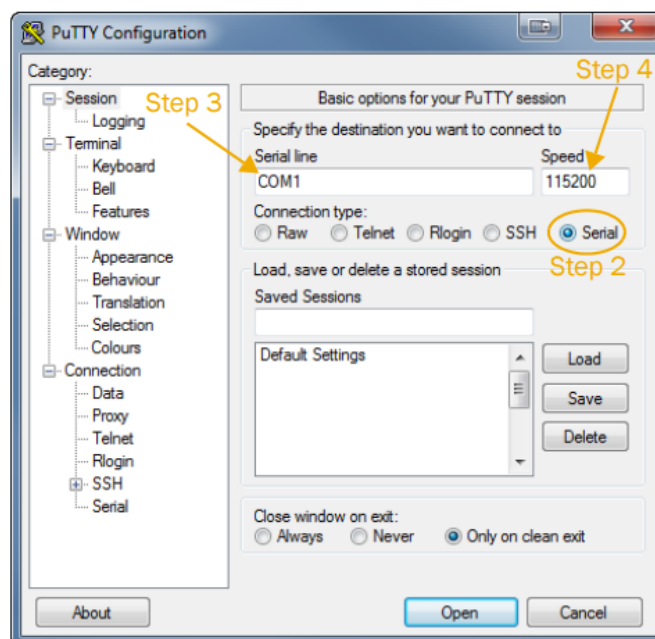 PuTTY Configuration
Category:
Session
Logging
Terminal
Keyboard
Bell
Features
Window
Appearance
Behaviour
Translation
Selection
Colours
Connection
Data
Proxy
Telnet
Rlogin
SSH
Serial
Step 3
Step 4
Basic options for your PuTTY session
Specify the destination you want to connect to
Serial line Speed
COM1 115200
Connection type:
Raw Telnet Rlogin SSH Serial
Step 2
Load, save or delete a stored session
Saved Sessions
Default Settings
Load
Save
Delete
Close window on exit:
Always Never Only on clean exit
About Open Cancel